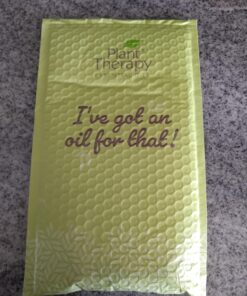 Plant
Therapy
I've got an
oil for that!